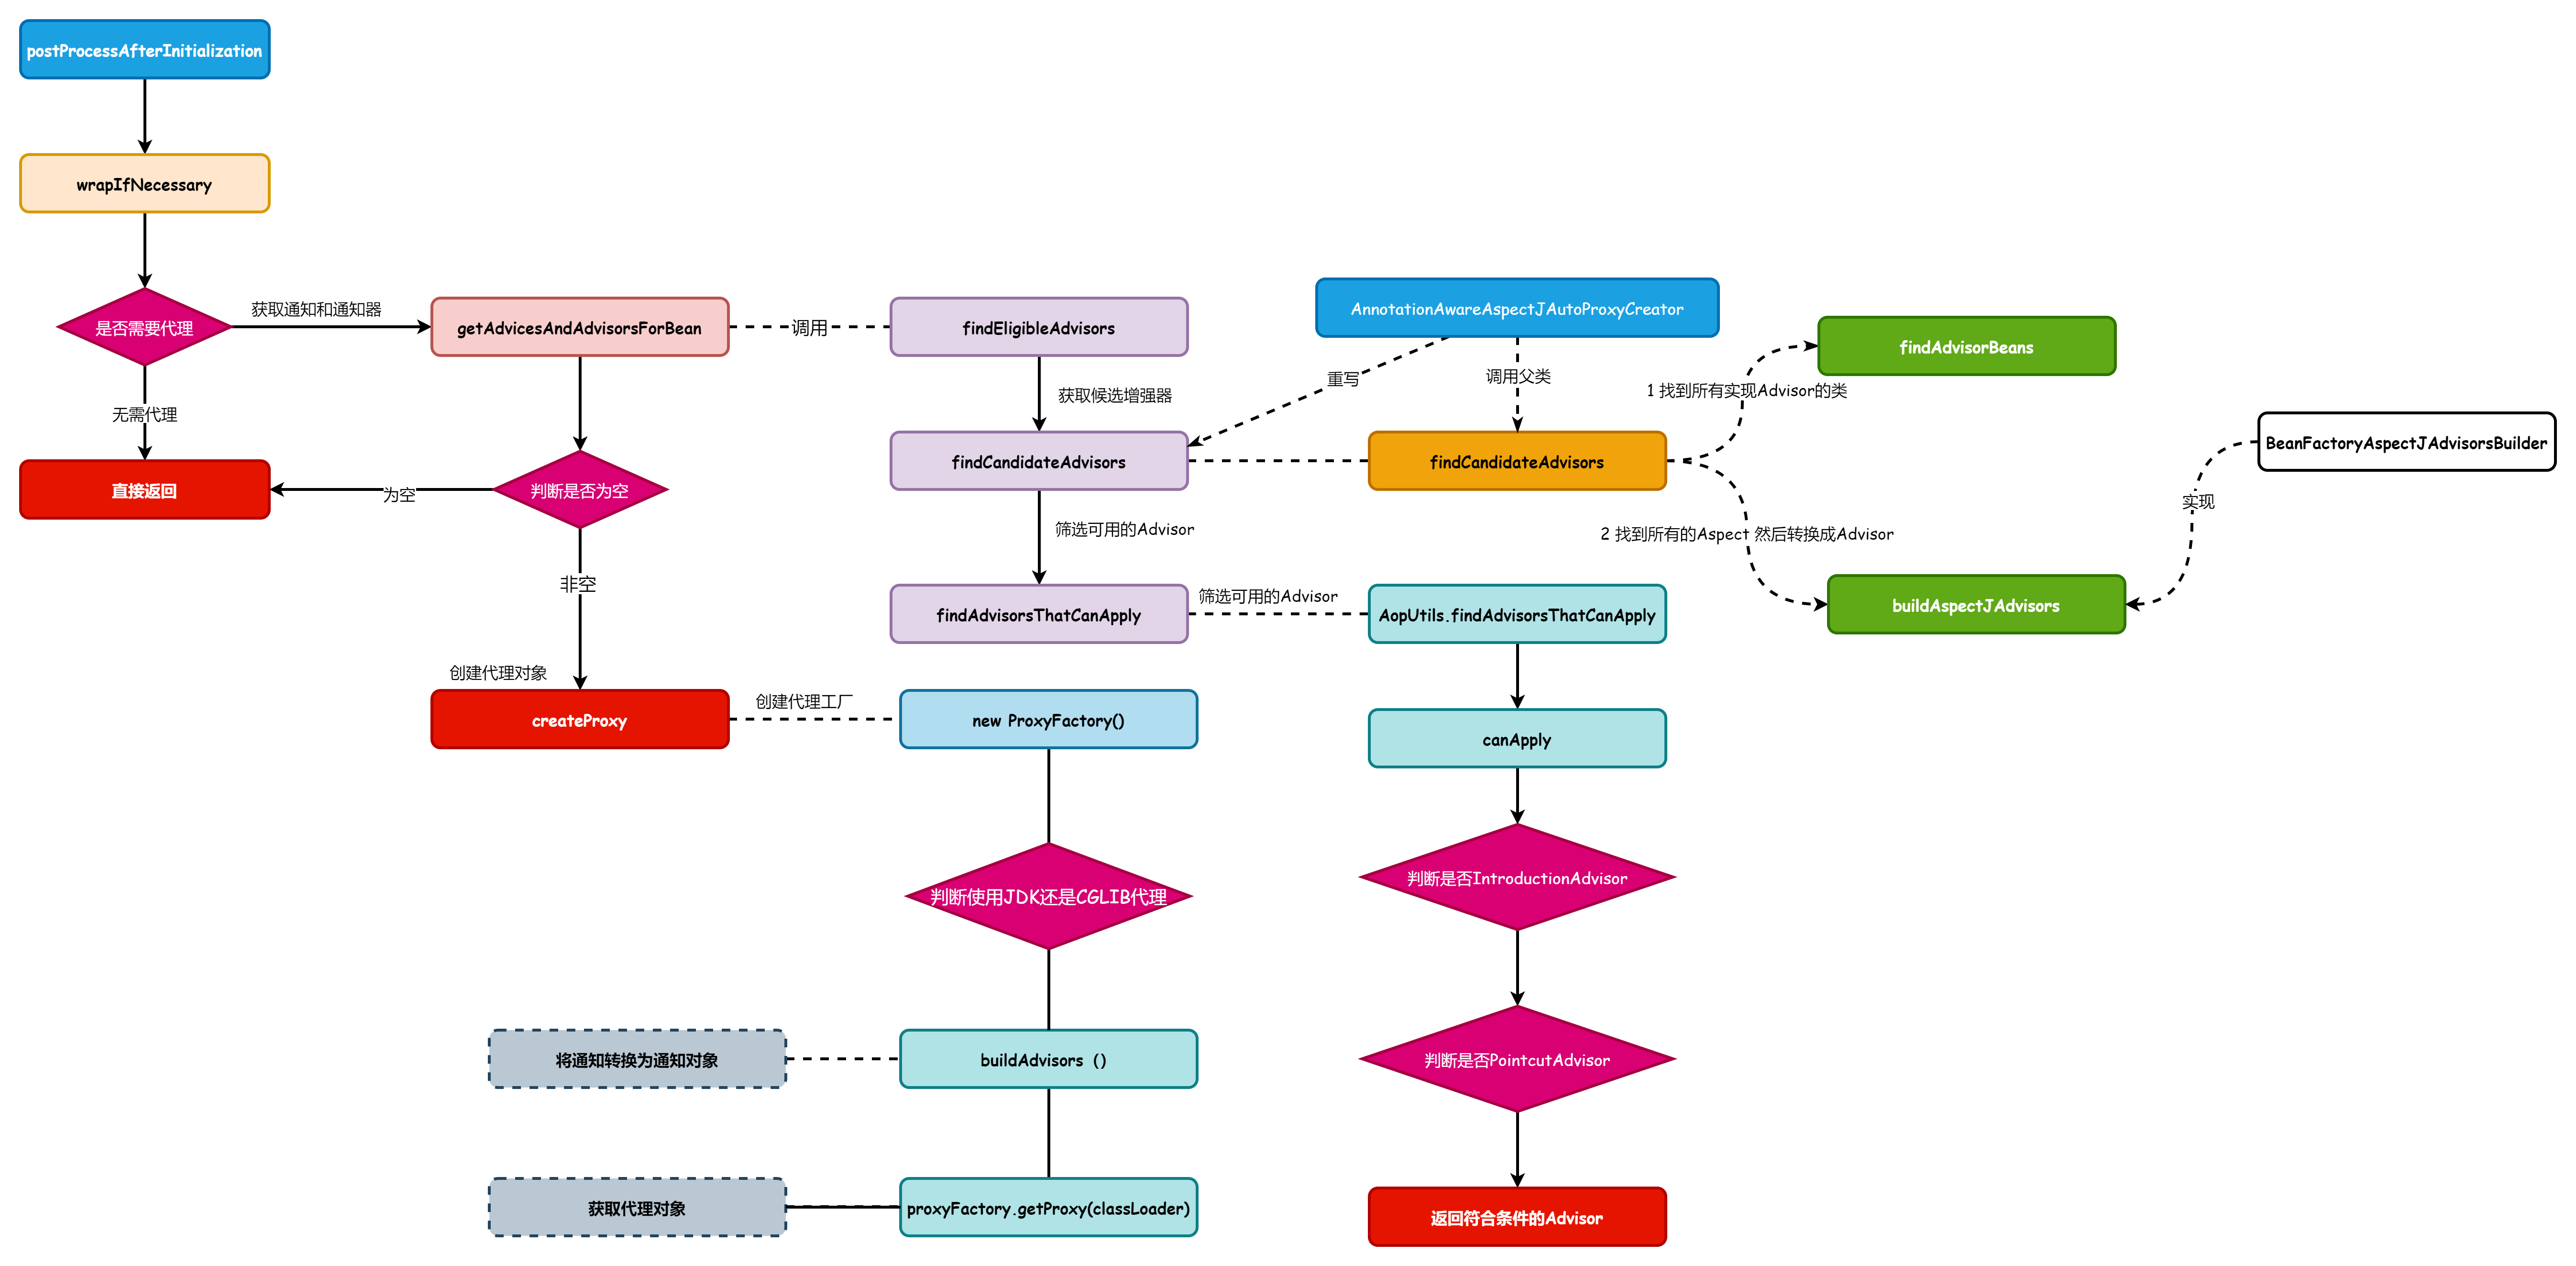 postProcessAfterInitialization
wrapIfNecessary
是否需要代理
获取通知和通知器
无需代理
直接返回
getAdvicesAndAdvisorsForBean
调用
判断是否为空
为空
非空
创建代理对象
createProxy
创建代理工厂
findEligibleAdvisors
获取候选增强器
findCandidateAdvisors
筛选可用的Advisor
findAdvisorsThatCanApply
筛选可用的Advisor
AnnotationAwareAspectJAutoProxyCreator
重写
调用父类
findCandidateAdvisors
1 找到所有实现Advisor的类
findAdvisorBeans
2 找到所有的Aspect 然后转换成Advisor
buildAspectJAdvisors
BeanFactoryAspectJAdvisorsBuilder
实现
AopUtils.findAdvisorsThatCanApply
canApply
判断是否IntroductionAdvisor
判断是否PointcutAdvisor
返回符合条件的Advisor
new ProxyFactory()
判断使用JDK还是CGLIB代理
将通知转换为通知对象
buildAdvisors ()
获取代理对象
proxyFactory.getProxy(classLoader)